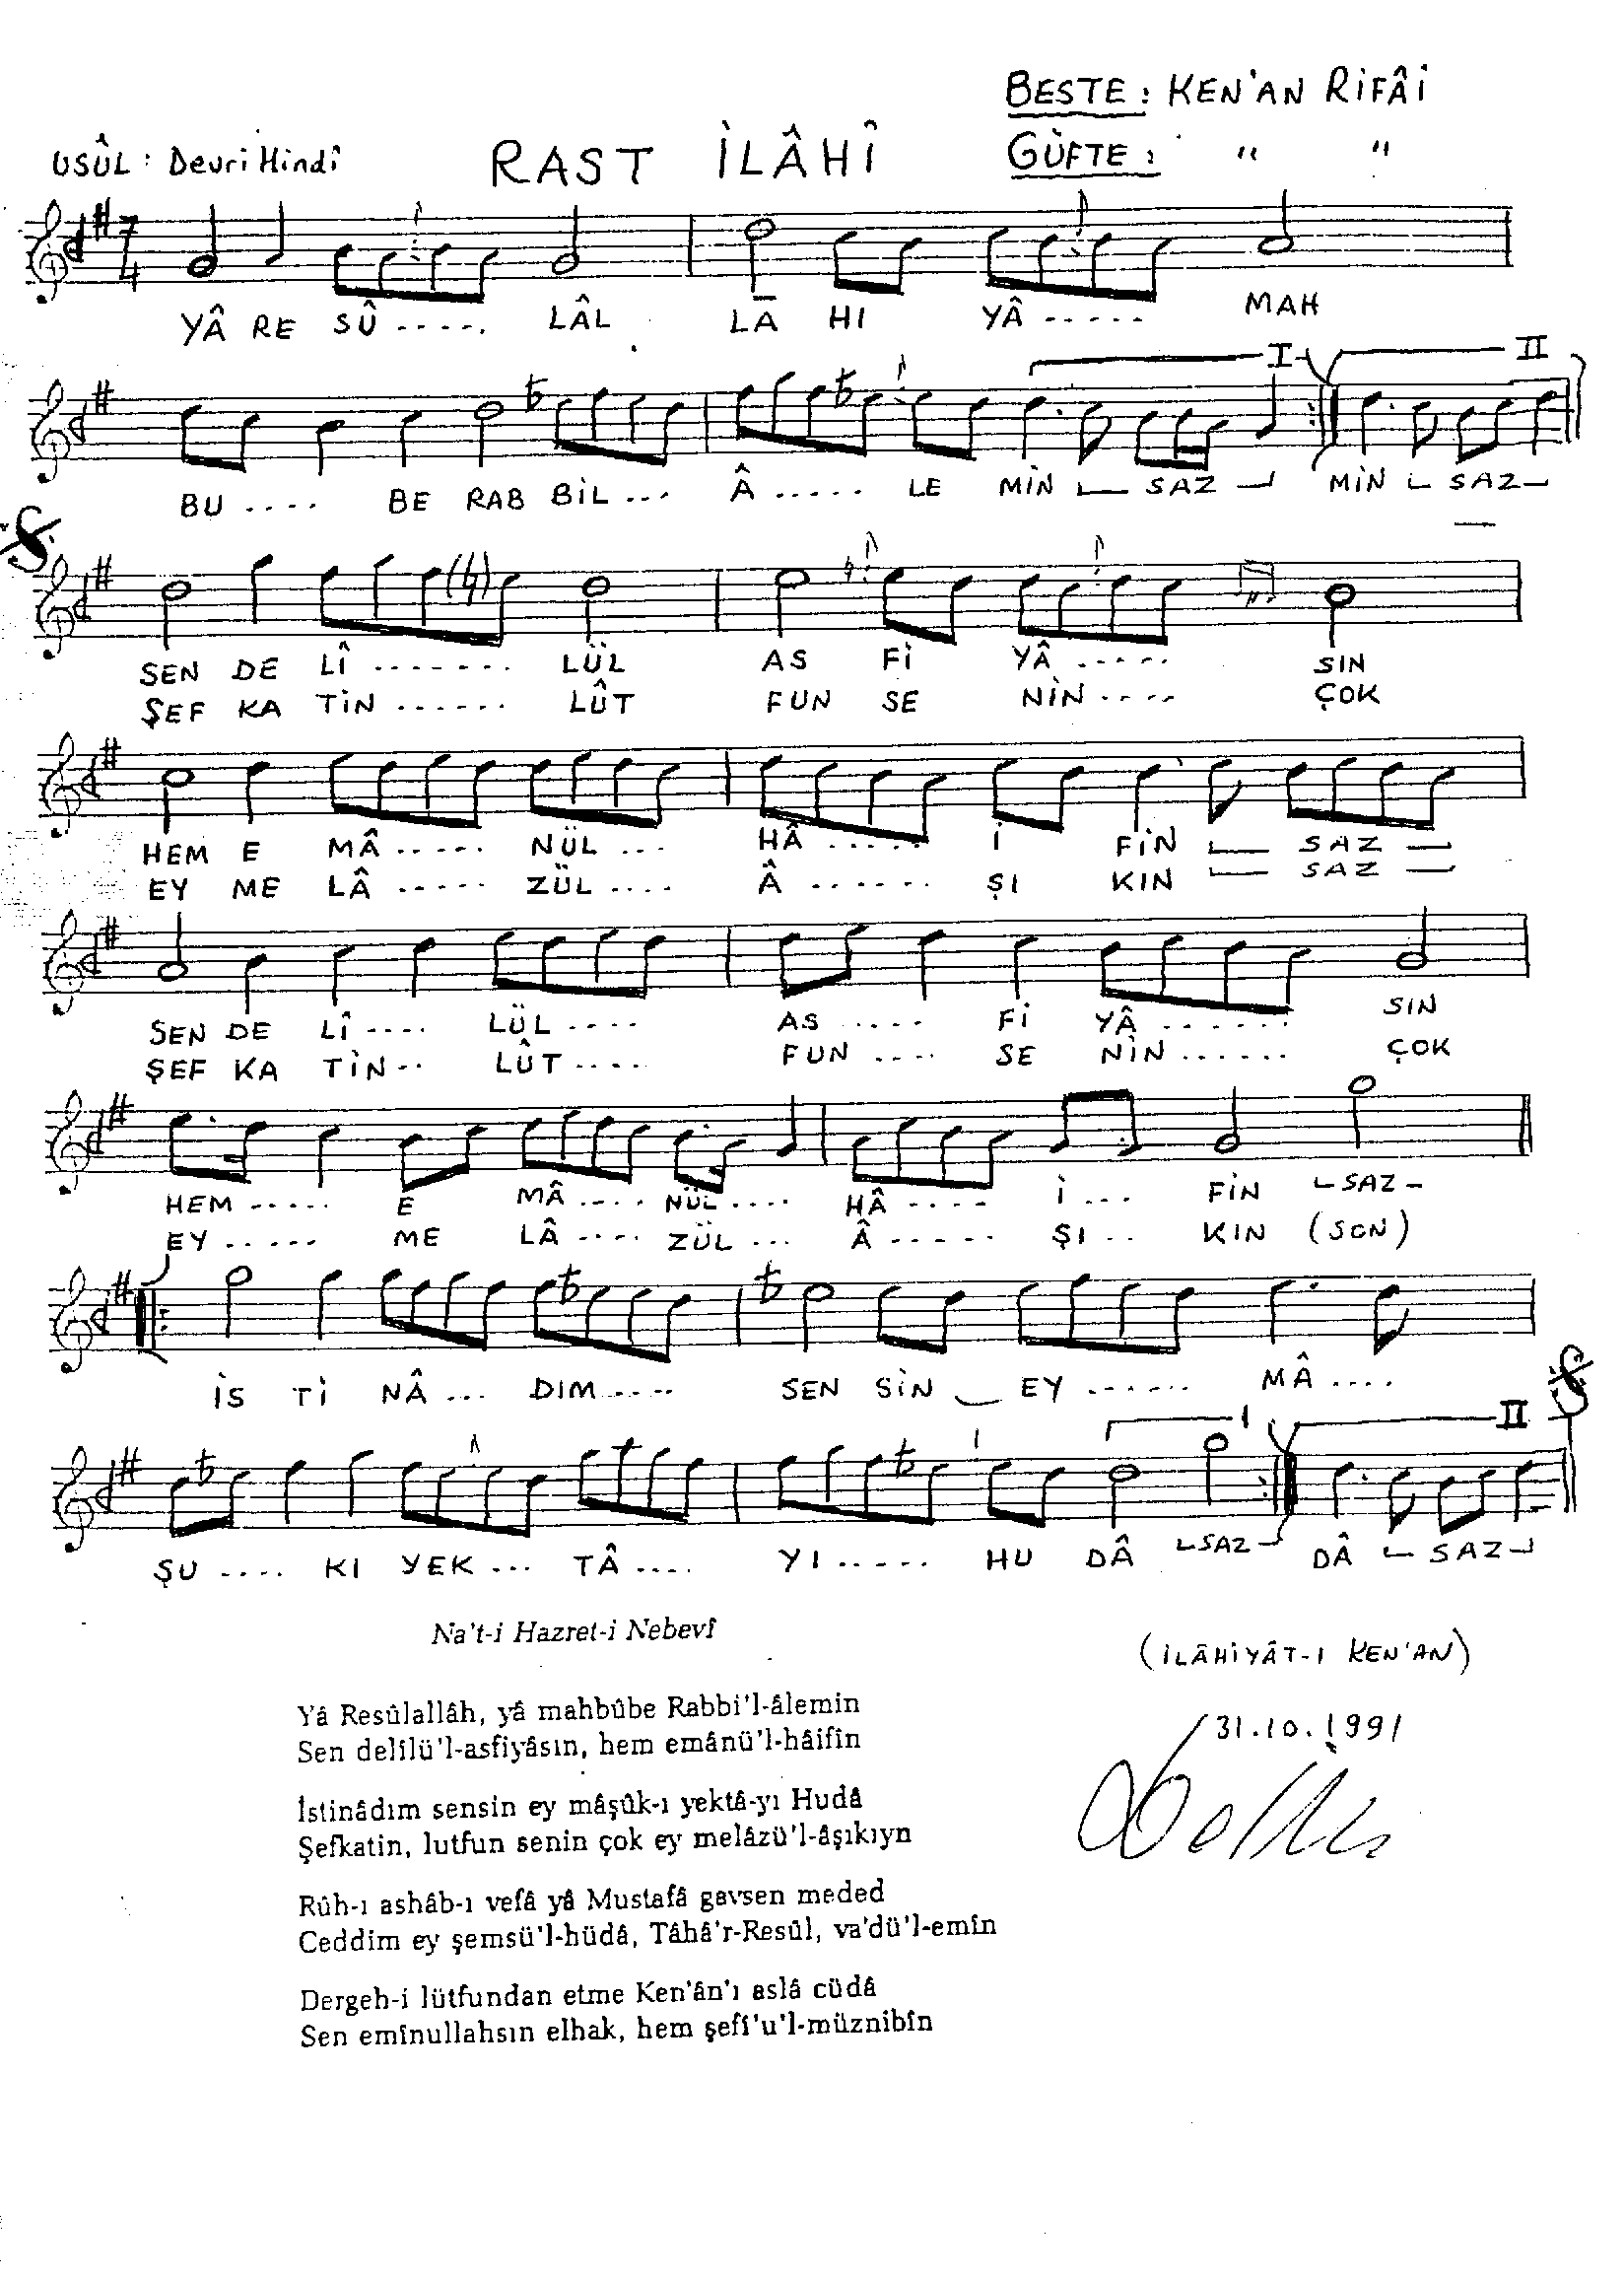 BESTE: KEN'AN RİFÂİ
USÛL: Devri Hindî RAST İLÂHÎ GÜFTE: " "
7
4
YÂ RE SÛ ..... LÂL LA HI YÂ ..... MAH
I II
BU .... BE RAB BİL ... Â ..... LE MİN SAZ MİN SAZ
SEN DE LÎ ....... LÜL AS Fİ YÂ ..... SIN
ŞEF KA TİN ...... LÛT FUN SE NİN .... ÇOK
HEM E MÂ ..... NÜL ... HÂ ..... İ FİN SAZ
EY ME LÂ ..... ZÜL .... Â ...... ŞI KIN SAZ
SEN DE LÎ .... LÜL .... AS ..... Fİ YÂ ...... SIN
ŞEF KA TİN .. LÛT .... FUN .... SE NİN ...... ÇOK
HEM ..... E MÂ .... NÜL .... HÂ .... İ ... FİN SAZ
EY ..... ME LÂ .... ZÜL ... Â ..... ŞI .. KIN (SON)
İS Tİ NÂ ... DIM .... SEN SİN EY ...... MÂ ....
I II
ŞU .... KI YEK ... TÂ .... YI ..... HU DÂ SAZ DÂ SAZ
Na't-i Hazret-i Nebevî
(İLÂHİYÂT-I KEN'AN)
Yâ Resûlallâh, yâ mahbûbe Rabbi'l-âlemin
Sen delîlü'l-asfiyâsın, hem emânü'l-hâifîn
31.10.1991
İstinâdım sensin ey mâşûk-ı yektâ-yı Hudâ
Şefkatin, lutfun senin çok ey melâzü'l-âşıkıyn
Rûh-ı ashâb-ı vefâ yâ Mustafâ gavsen meded
Ceddim ey şemsü'l-hüdâ, Tâhâ'r-Resûl, va'dü'l-emîn
Dergeh-i lütfundan etme Ken'ân'ı aslâ cüdâ
Sen emînullahsın elhak, hem şefî'u'l-müznibîn